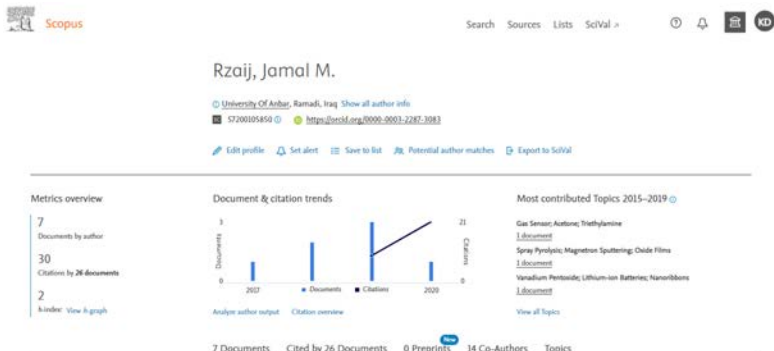 Scopus
Search Sources Lists SciVal ↗
KD
Rzaij, Jamal M.
University Of Anbar, Ramadi, Iraq Show all author info
57200105850 https://orcid.org/0000-0003-2287-3083
Edit profile Set alert Save to list Potential author matches Export to SciVal
Metrics overview
7
Documents by author
30
Citations by 26 documents
2
h-index: View h-graph
Document & citation trends
3
21
Documents
Citations
0
0
2017
2020
Documents Citations
Analyze author output Citation overview
Most contributed Topics 2015–2019
Gas Sensor; Acetone; Triethylamine
1 document
Spray Pyrolysis; Magnetron Sputtering; Oxide Films
1 document
Vanadium Pentoxide; Lithium-ion Batteries; Nanoribbons
1 document
View all Topics
New
7 Documents Cited by 26 Documents 0 Preprints 14 Co-Authors Topics